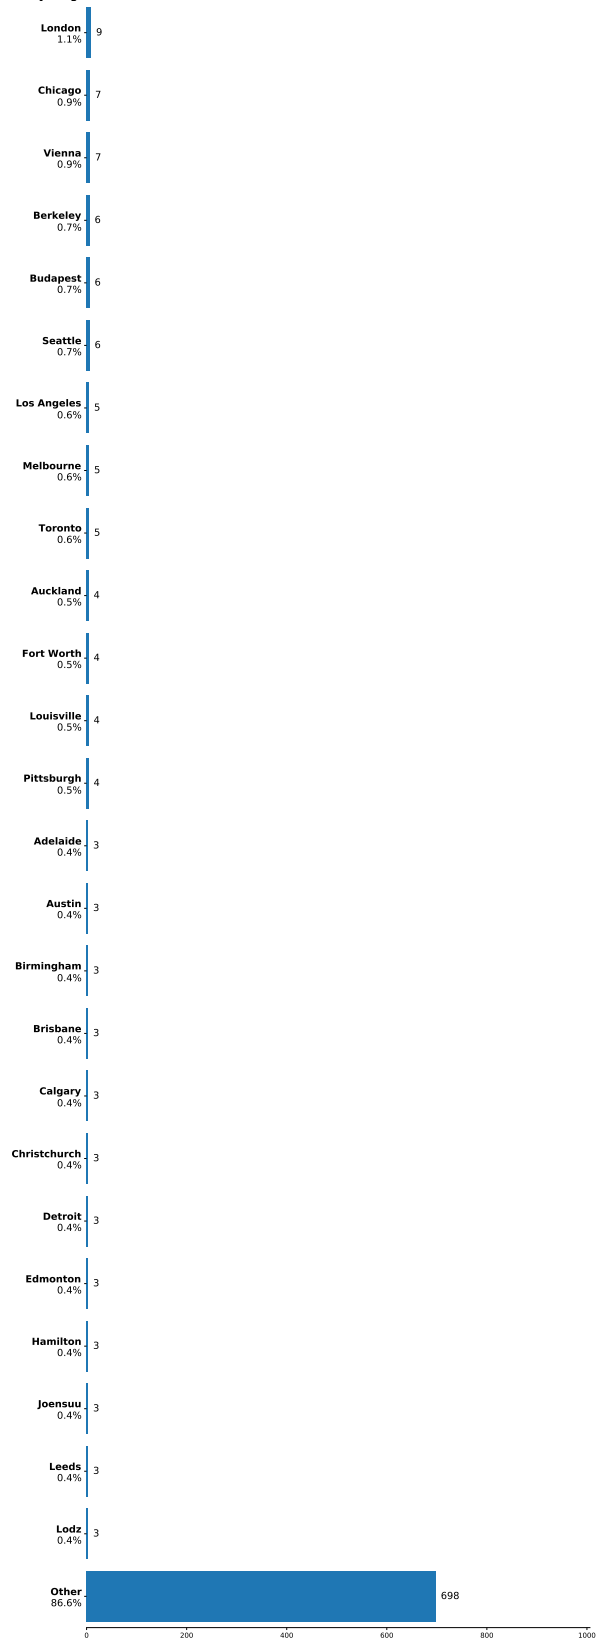 London
1.1%
9
Chicago
0.9%
7
Vienna
0.9%
7
Berkeley
0.7%
6
Budapest
0.7%
6
Seattle
0.7%
6
Los Angeles
0.6%
5
Melbourne
0.6%
5
Toronto
0.6%
5
Auckland
0.5%
4
Fort Worth
0.5%
4
Louisville
0.5%
4
Pittsburgh
0.5%
4
Adelaide
0.4%
3
Austin
0.4%
3
Birmingham
0.4%
3
Brisbane
0.4%
3
Calgary
0.4%
3
Christchurch
0.4%
3
Detroit
0.4%
3
Edmonton
0.4%
3
Hamilton
0.4%
3
Joensuu
0.4%
3
Leeds
0.4%
3
Lodz
0.4%
3
Other
86.6%
698
0 200 400 600 800 1000